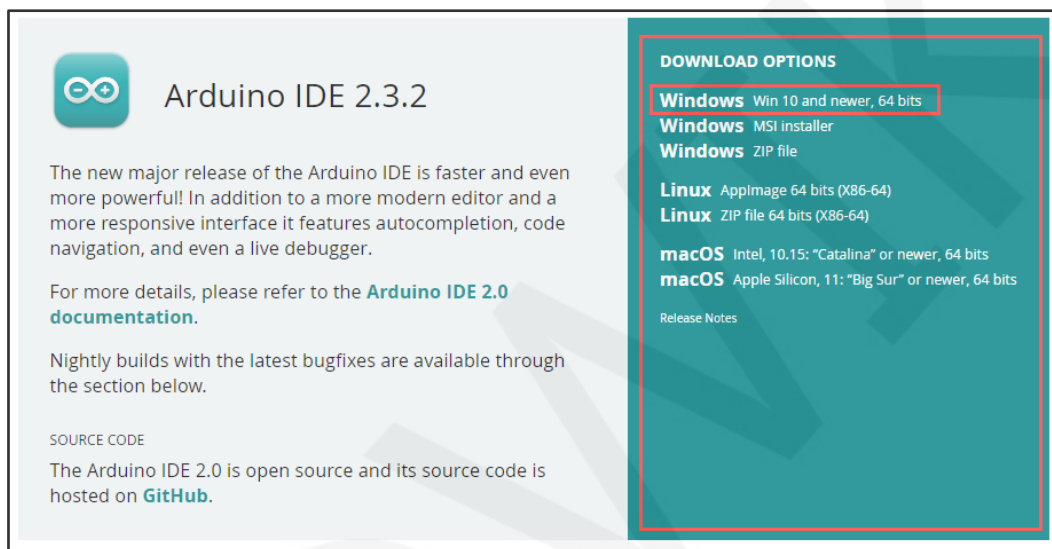 Arduino IDE 2.3.2
The new major release of the Arduino IDE is faster and even
more powerful! In addition to a more modern editor and a
more responsive interface it features autocompletion, code
navigation, and even a live debugger.
For more details, please refer to the Arduino IDE 2.0
documentation.
Nightly builds with the latest bugfixes are available through
the section below.
SOURCE CODE
The Arduino IDE 2.0 is open source and its source code is
hosted on GitHub.
DOWNLOAD OPTIONS
Windows Win 10 and newer, 64 bits
Windows MSI installer
Windows ZIP file
Linux AppImage 64 bits (X86-64)
Linux ZIP file 64 bits (X86-64)
macOS Intel, 10.15: “Catalina” or newer, 64 bits
macOS Apple Silicon, 11: “Big Sur” or newer, 64 bits
Release Notes